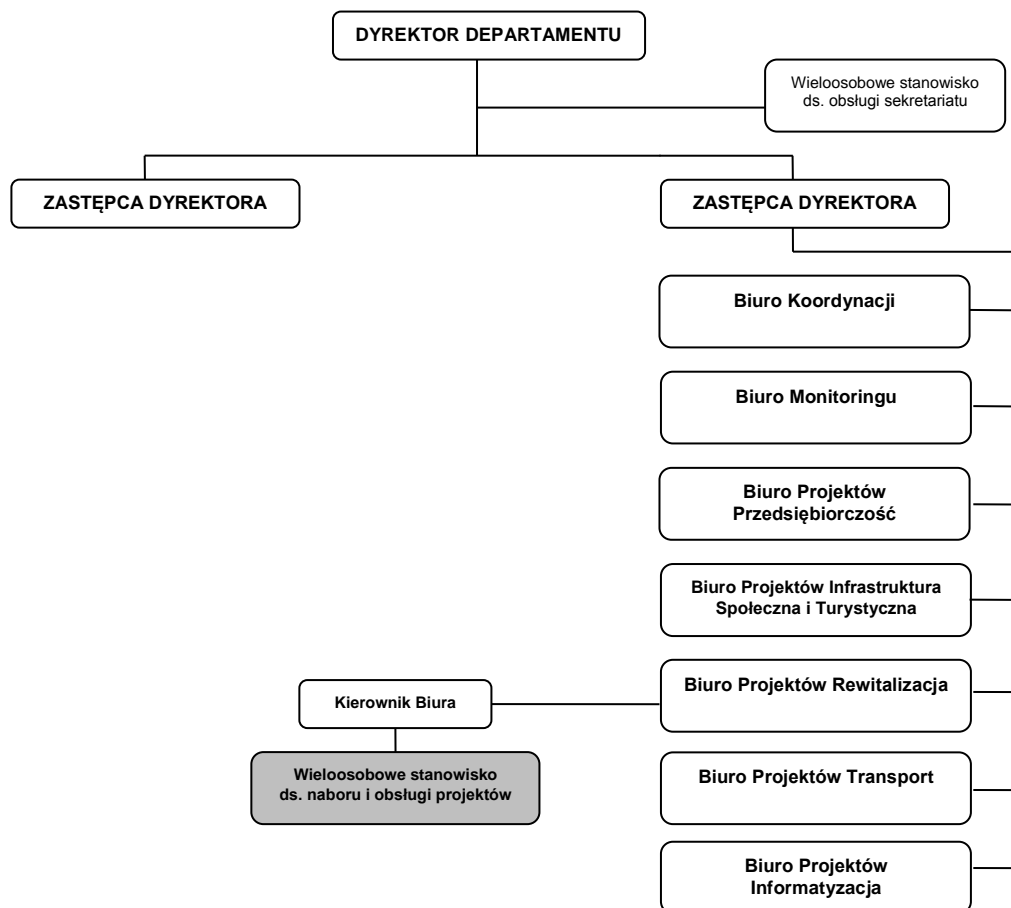 DYREKTOR DEPARTAMENTU
Wieloosobowe stanowisko
ds. obsługi sekretariatu
ZASTĘPCA DYREKTORA
ZASTĘPCA DYREKTORA
Biuro Koordynacji
Biuro Monitoringu
Biuro Projektów
Przedsiębiorczość
Biuro Projektów Infrastruktura
Społeczna i Turystyczna
Biuro Projektów Rewitalizacja
Kierownik Biura
Wieloosobowe stanowisko
ds. naboru i obsługi projektów
Biuro Projektów Transport
Biuro Projektów
Informatyzacja